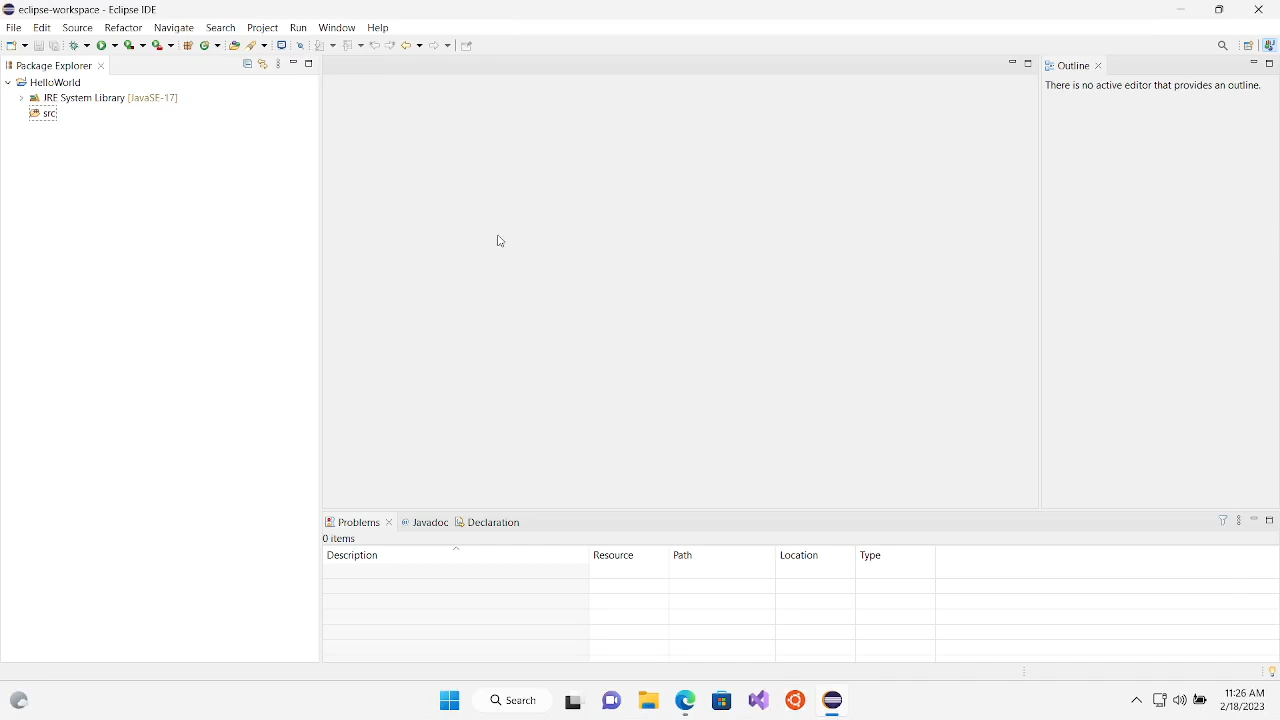 eclipse-workspace - Eclipse IDE
File Edit Source Refactor Navigate Search Project Run Window Help
Package Explorer
HelloWorld
JRE System Library [JavaSE-17]
src
Outline
There is no active editor that provides an outline.
Problems Javadoc Declaration
0 items
Description Resource Path Location Type
Search
11:26 AM
2/18/2023